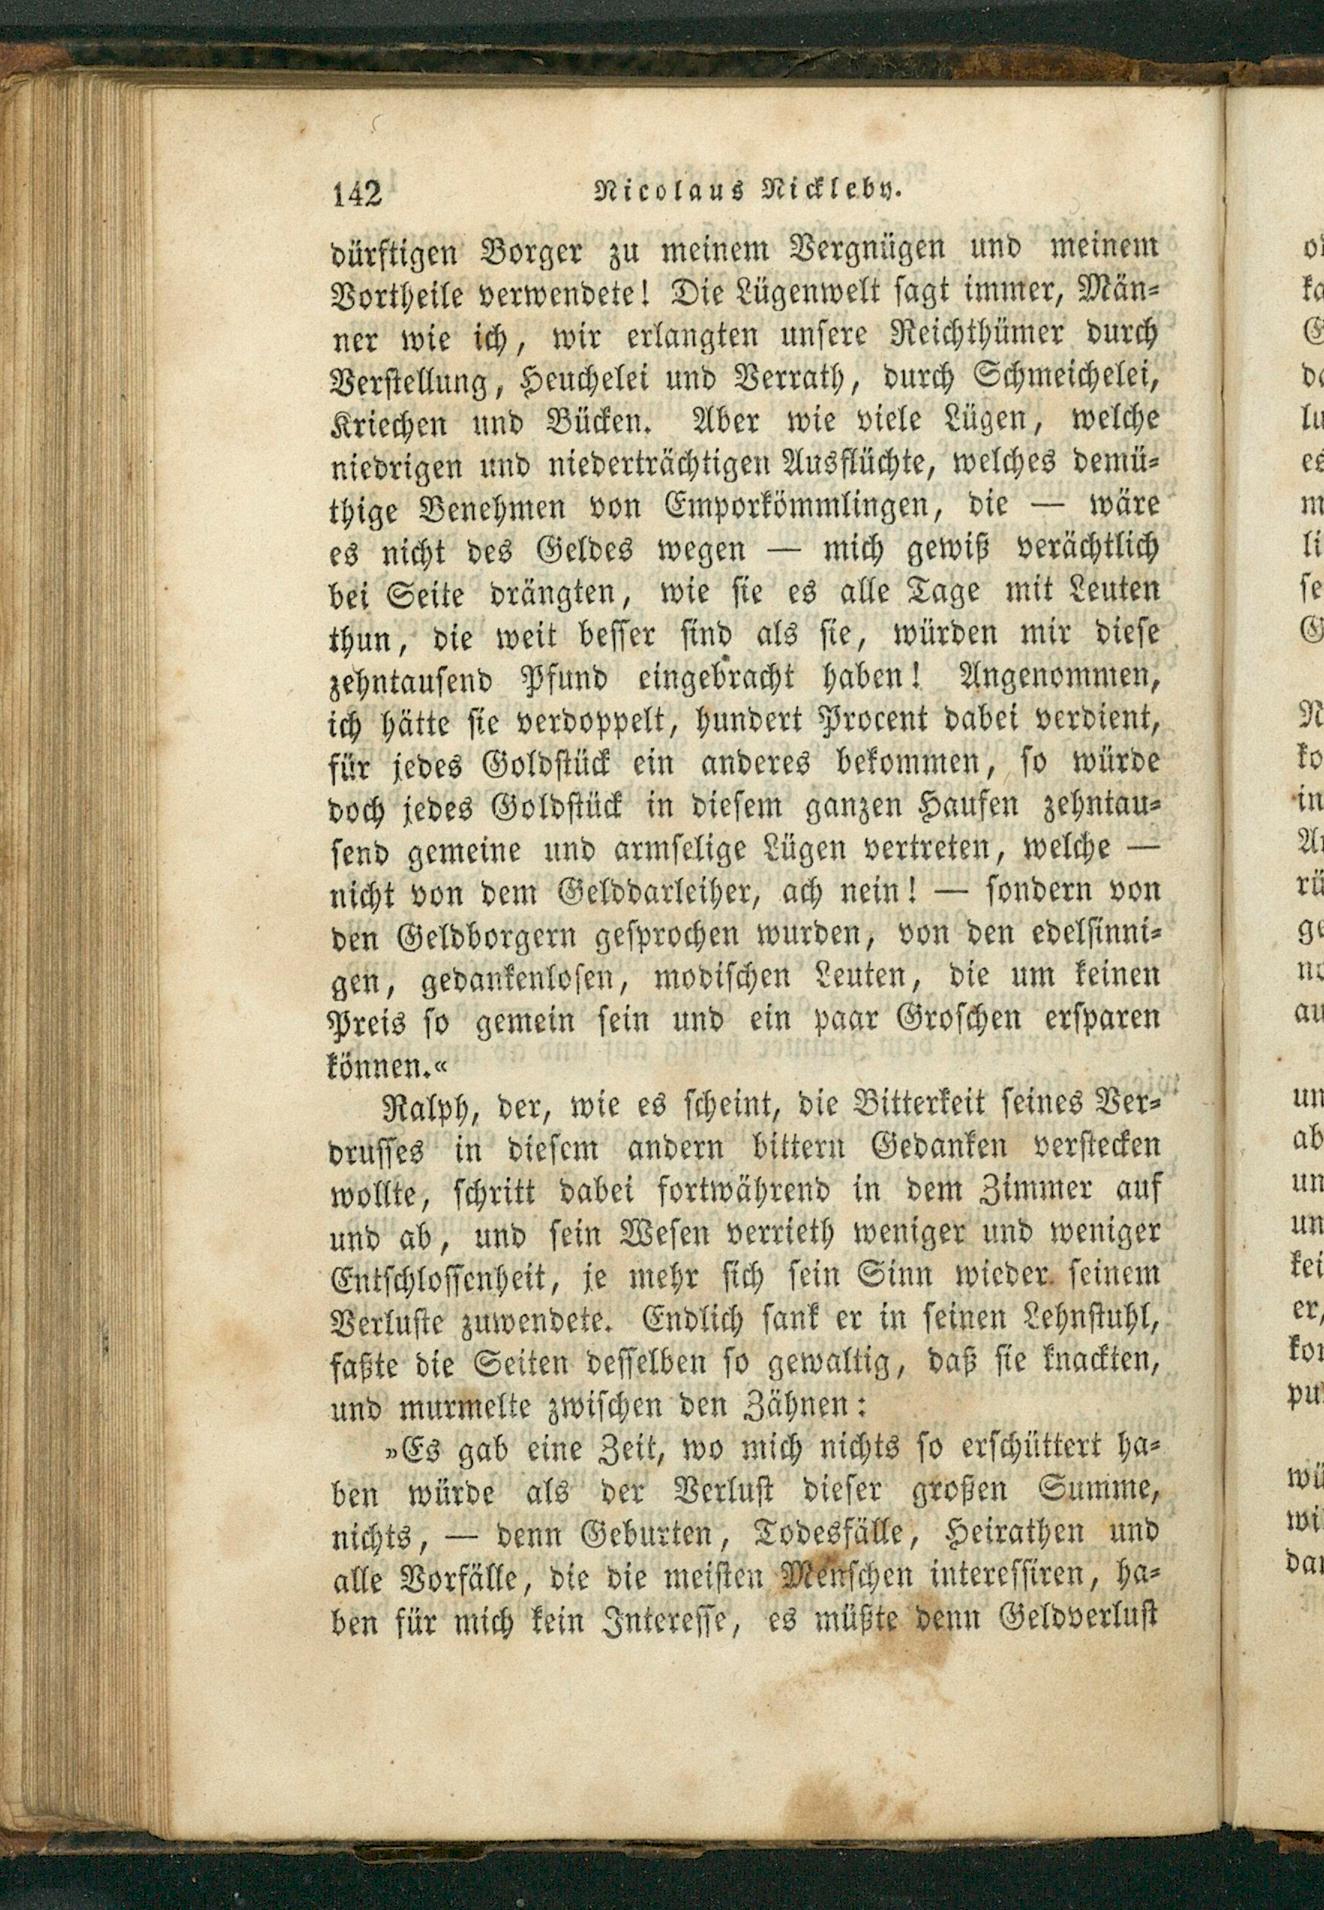 142 Nicolaus Nickleby.
dürftigen Borger zu meinem Vergnügen und meinem
Vortheile verwendete! Die Lügenwelt sagt immer, Män-
ner wie ich, wir erlangten unsere Reichthümer durch
Verstellung, Heuchelei und Verrath, durch Schmeichelei,
Kriechen und Bücken. Aber wie viele Lügen, welche
niedrigen und niederträchtigen Ausflüchte, welches demü-
thige Benehmen von Emporkömmlingen, die — wäre
es nicht des Geldes wegen — mich gewiß verächtlich
bei Seite drängten, wie sie es alle Tage mit Leuten
thun, die weit besser sind als sie, würden mir diese
zehntausend Pfund eingebracht haben! Angenommen,
ich hätte sie verdoppelt, hundert Procent dabei verdient,
für jedes Goldstück ein anderes bekommen, so würde
doch jedes Goldstück in diesem ganzen Haufen zehntau-
send gemeine und armselige Lügen vertreten, welche —
nicht von dem Gelddarleiher, ach nein! — sondern von
den Geldborgern gesprochen wurden, von den edelsinni-
gen, gedankenlosen, modischen Leuten, die um keinen
Preis so gemein sein und ein paar Groschen ersparen
können.«
Ralph, der, wie es scheint, die Bitterkeit seines Ver-
drusses in diesem andern bittern Gedanken verstecken
wollte, schritt dabei fortwährend in dem Zimmer auf
und ab, und sein Wesen verrieth weniger und weniger
Entschlossenheit, je mehr sich sein Sinn wieder seinem
Verluste zuwendete. Endlich sank er in seinen Lehnstuhl,
faßte die Seiten desselben so gewaltig, daß sie knackten,
und murmelte zwischen den Zähnen:
»Es gab eine Zeit, wo mich nichts so erschüttert ha-
ben würde als der Verlust dieser großen Summe,
nichts, — denn Geburten, Todesfälle, Heirathen und
alle Vorfälle, die die meisten Menschen interessiren, ha-
ben für mich kein Interesse, es müßte denn Geldverlust